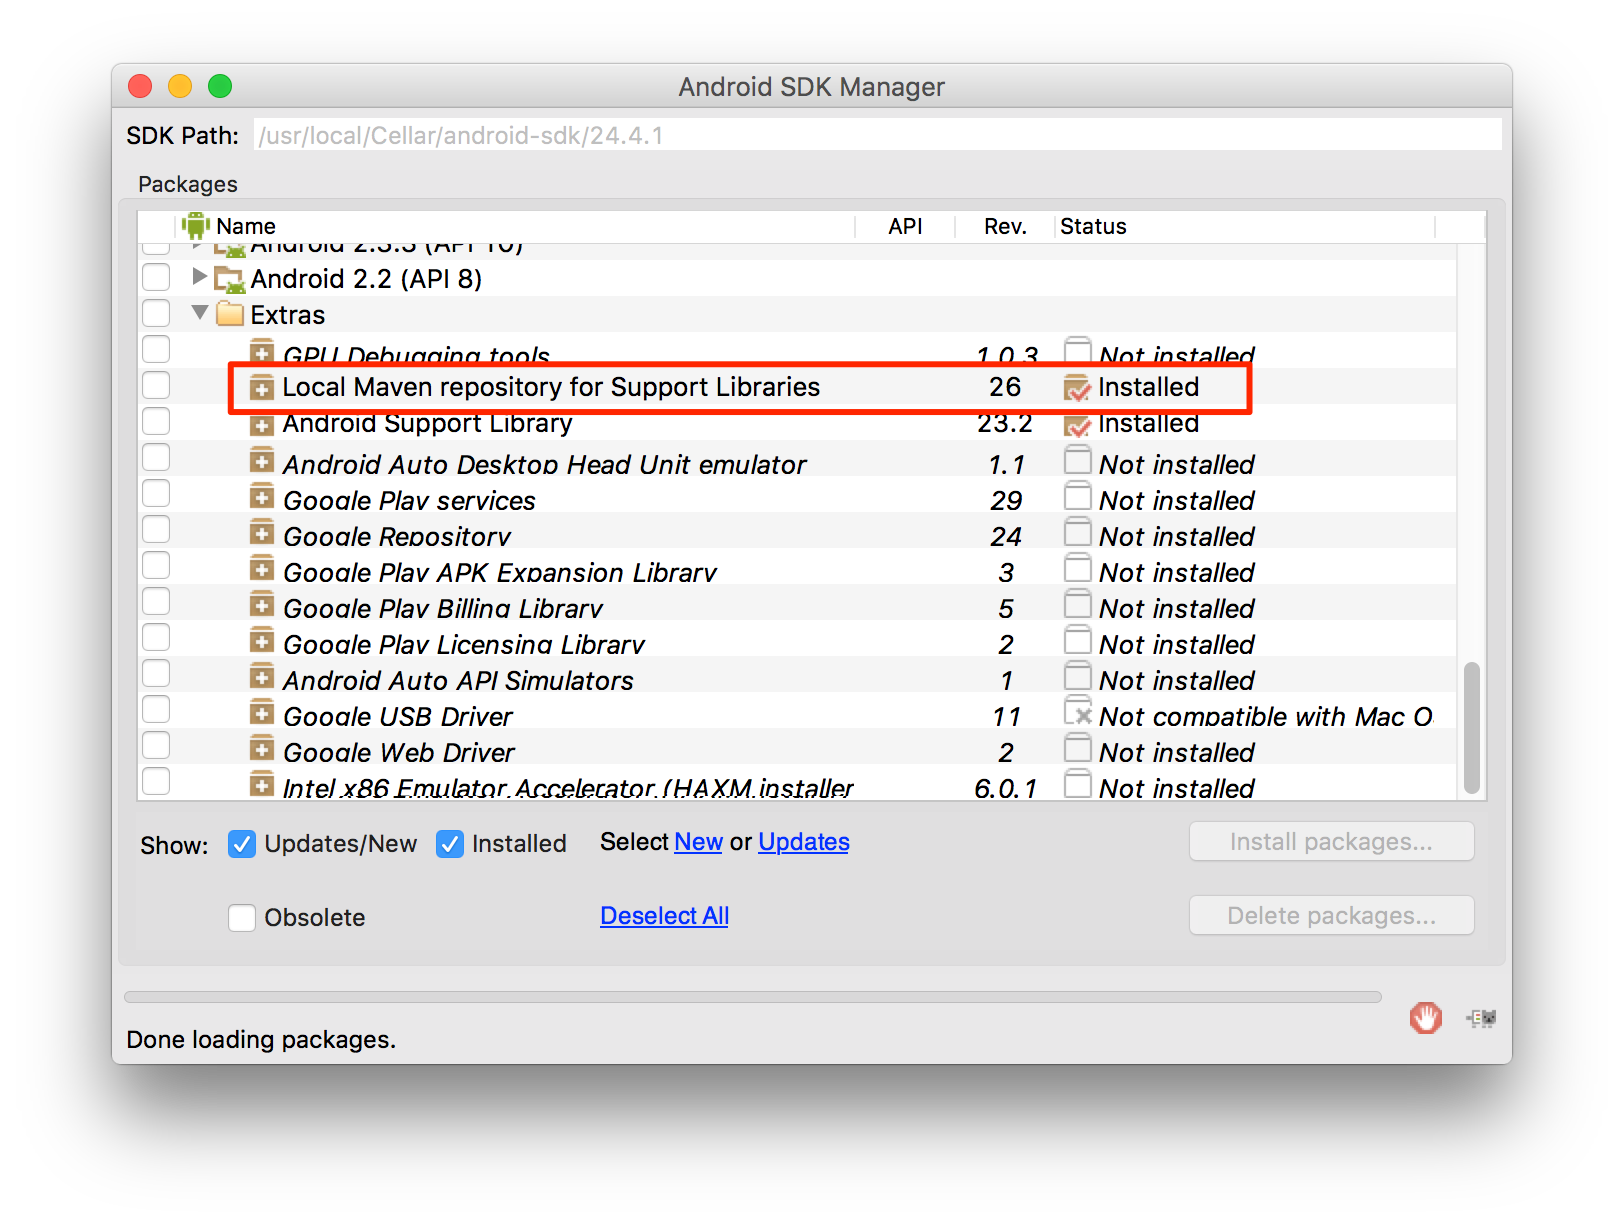 Android SDK Manager
SDK Path: /usr/local/Cellar/android-sdk/24.4.1
Packages
Name API Rev. Status
Android 2.3.3 (API 10)
Android 2.2 (API 8)
Extras
GPU Debugging tools 1.0.3 Not installed
Local Maven repository for Support Libraries 26 Installed
Android Support Library 23.2 Installed
Android Auto Desktop Head Unit emulator 1.1 Not installed
Google Play services 29 Not installed
Google Repository 24 Not installed
Google Play APK Expansion Library 3 Not installed
Google Play Billing Library 5 Not installed
Google Play Licensing Library 2 Not installed
Android Auto API Simulators 1 Not installed
Google USB Driver 11 Not compatible with Mac O
Google Web Driver 2 Not installed
Intel x86 Emulator Accelerator (HAXM installer 6.0.1 Not installed
Show: Updates/New Installed Select New or Updates Install packages...
Obsolete Deselect All Delete packages...
Done loading packages.